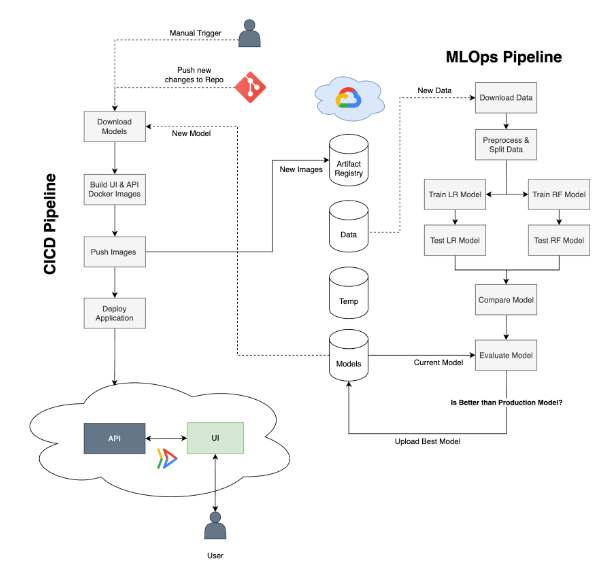 Manual Trigger
Push new
changes to Repo
CICD Pipeline
Download
Models
New Model
Build UI & API
Docker Images
Push Images
New Images
Deploy
Application
API
UI
User
Artifact
Registry
Data
Temp
Models
MLOps Pipeline
New Data
Download Data
Preprocess &
Split Data
Train LR Model
Train RF Model
Test LR Model
Test RF Model
Compare Model
Current Model
Evaluate Model
Is Better than Production Model?
Upload Best Model